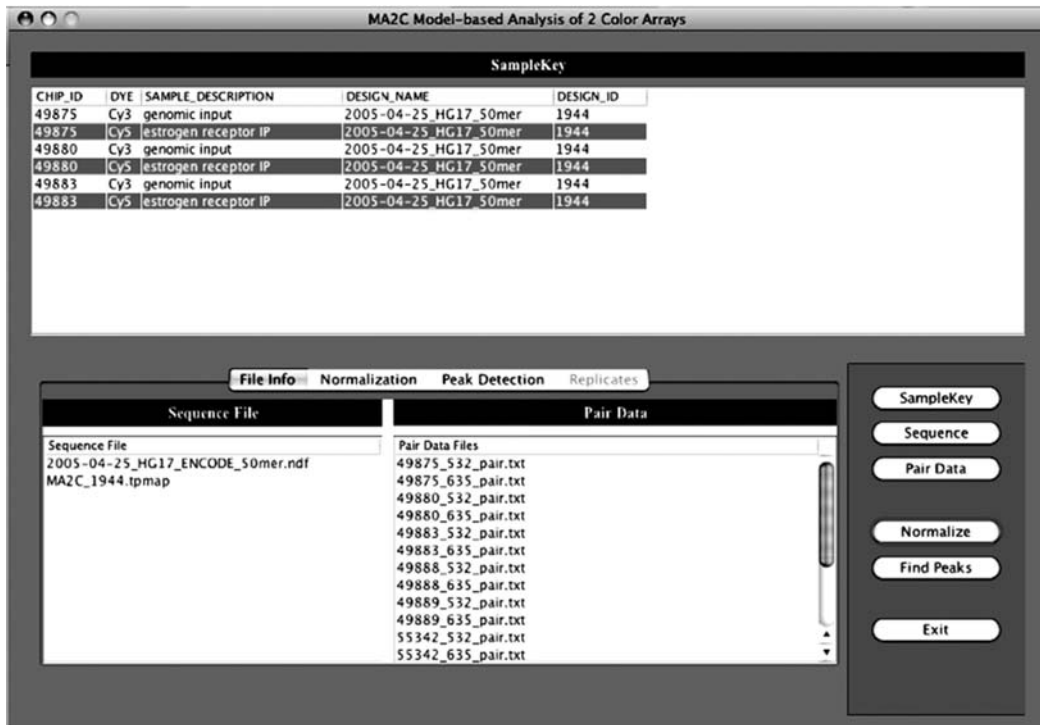 MA2C Model-based Analysis of 2 Color Arrays
SampleKey
CHIP_ID DYE SAMPLE_DESCRIPTION DESIGN_NAME DESIGN_ID
49875 Cy3 genomic input 2005-04-25_HG17_50mer 1944
49875 Cy5 estrogen receptor IP 2005-04-25_HG17_50mer 1944
49880 Cy3 genomic input 2005-04-25_HG17_50mer 1944
49880 Cy5 estrogen receptor IP 2005-04-25_HG17_50mer 1944
49883 Cy3 genomic input 2005-04-25_HG17_50mer 1944
49883 Cy5 estrogen receptor IP 2005-04-25_HG17_50mer 1944
File Info Normalization Peak Detection Replicates
Sequence File
Sequence File
2005-04-25_HG17_ENCODE_50mer.ndf
MA2C_1944.tpmap
Pair Data
Pair Data Files
49875_532_pair.txt
49875_635_pair.txt
49880_532_pair.txt
49880_635_pair.txt
49883_532_pair.txt
49883_635_pair.txt
49888_532_pair.txt
49888_635_pair.txt
49889_532_pair.txt
49889_635_pair.txt
55342_532_pair.txt
55342_635_pair.txt
SampleKey
Sequence
Pair Data
Normalize
Find Peaks
Exit